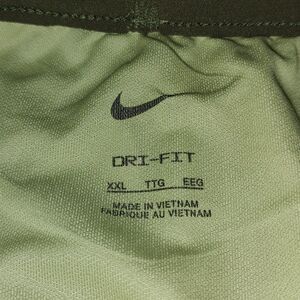 DRI-FIT
XXL TTG EEG
MADE IN VIETNAM
FABRIQUE AU VIETNAM